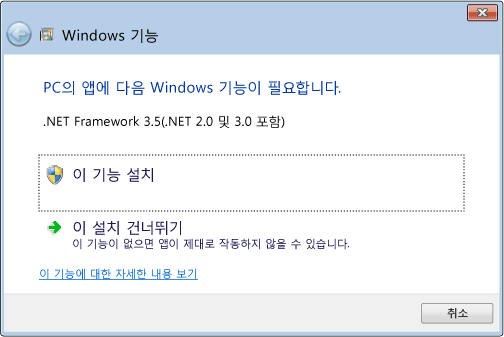 Windows 기능
PC의 앱에 다음 Windows 기능이 필요합니다.
.NET Framework 3.5(.NET 2.0 및 3.0 포함)
이 기능 설치
이 설치 건너뛰기
이 기능이 없으면 앱이 제대로 작동하지 않을 수 있습니다.
이 기능에 대한 자세한 내용 보기
취소